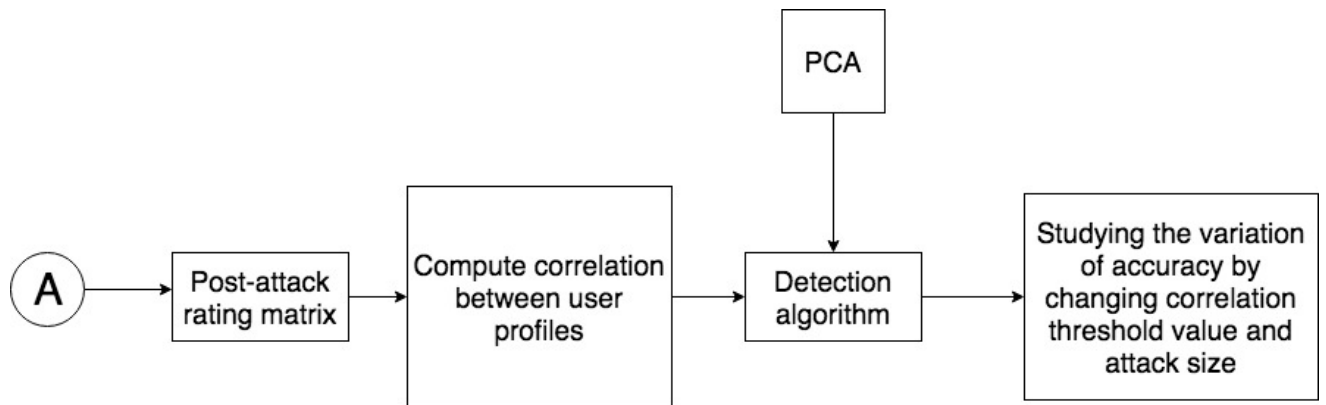 PCA
A
Post-attack
rating matrix
Compute correlation
between user
profiles
Detection
algorithm
Studying the variation
of accuracy by
changing correlation
threshold value and
attack size